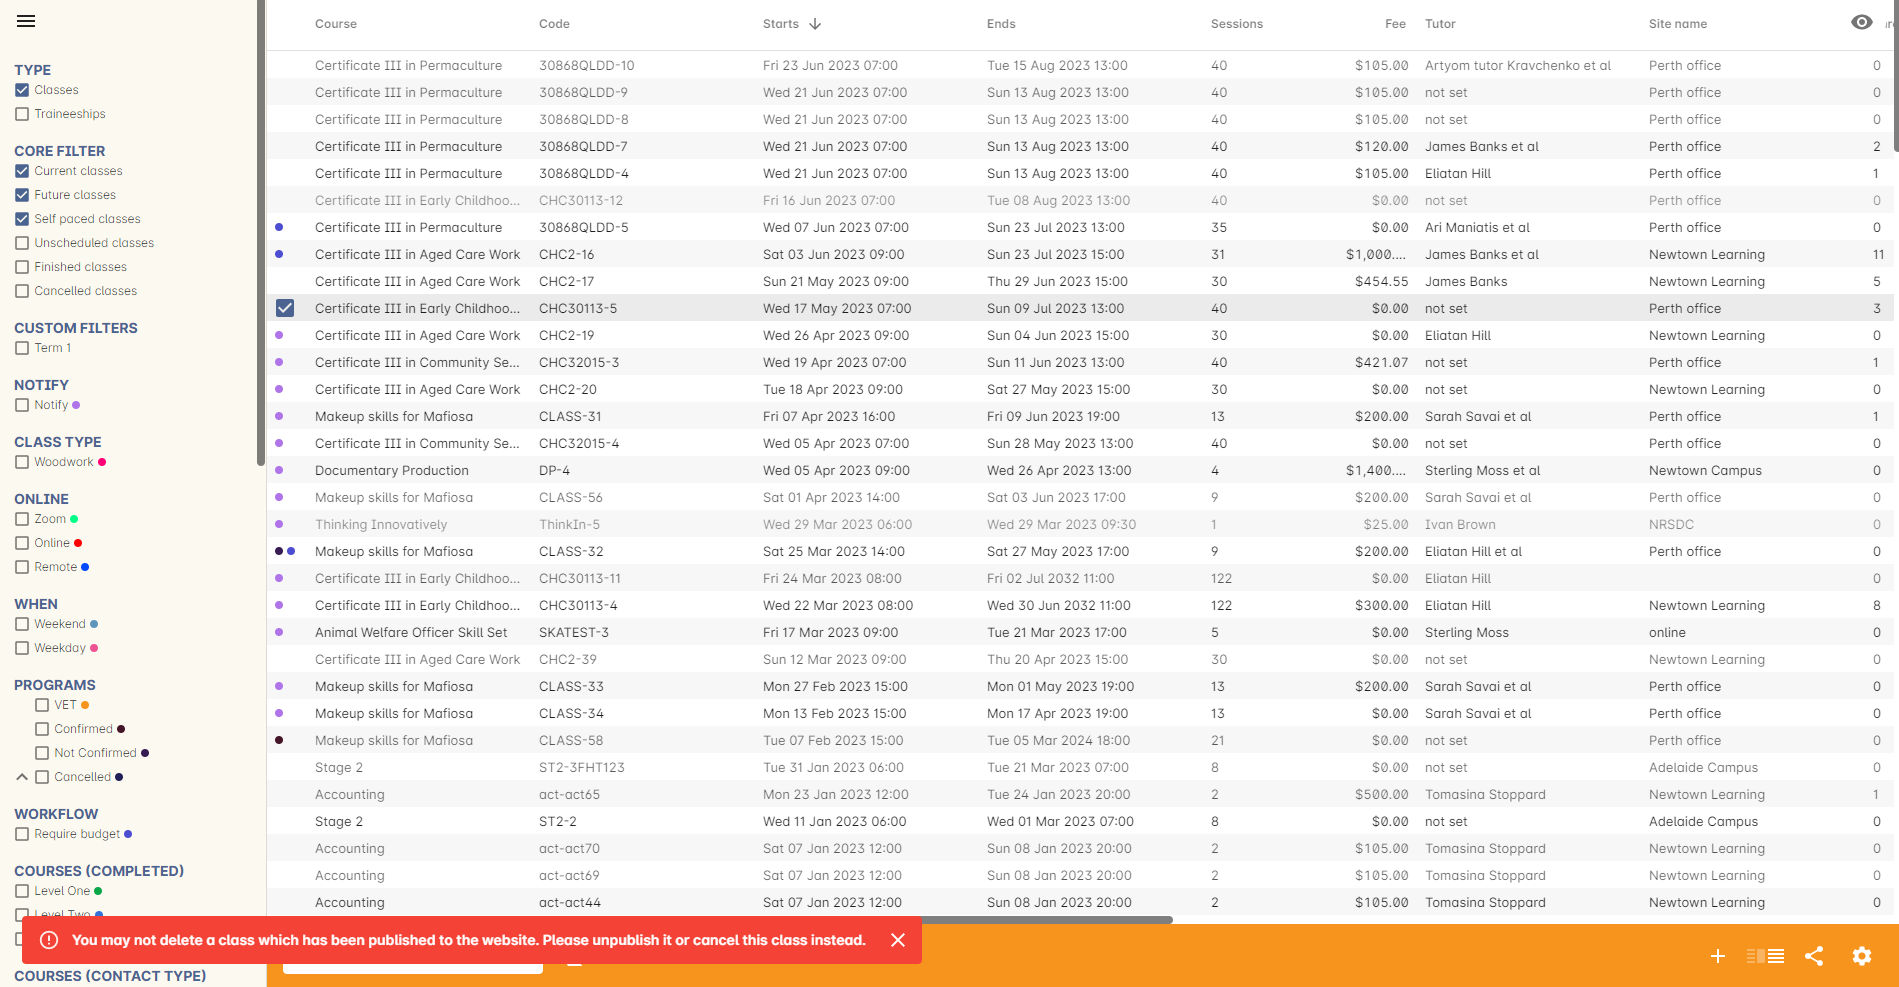 TYPE
Classes
Traineeships
CORE FILTER
Current classes
Future classes
Self paced classes
Unscheduled classes
Finished classes
Cancelled classes
CUSTOM FILTERS
Term 1
NOTIFY
Notify
CLASS TYPE
Woodwork
ONLINE
Zoom
Online
Remote
WHEN
Weekend
Weekday
PROGRAMS
VET
Confirmed
Not Confirmed
Cancelled
WORKFLOW
Require budget
COURSES (COMPLETED)
Level One
Level Two
COURSES (CONTACT TYPE)
Course Code Starts Ends Sessions Fee Tutor Site name
Certificate III in Permaculture 30868QLDD-10 Fri 23 Jun 2023 07:00 Tue 15 Aug 2023 13:00 40 $105.00 Artyom tutor Kravchenko et al Perth office 0
Certificate III in Permaculture 30868QLDD-9 Wed 21 Jun 2023 07:00 Sun 13 Aug 2023 13:00 40 $105.00 not set Perth office 0
Certificate III in Permaculture 30868QLDD-8 Wed 21 Jun 2023 07:00 Sun 13 Aug 2023 13:00 40 $105.00 not set Perth office 0
Certificate III in Permaculture 30868QLDD-7 Wed 21 Jun 2023 07:00 Sun 13 Aug 2023 13:00 40 $120.00 James Banks et al Perth office 2
Certificate III in Permaculture 30868QLDD-4 Wed 21 Jun 2023 07:00 Sun 13 Aug 2023 13:00 40 $105.00 Eliatan Hill Perth office 1
Certificate III in Early Childhoo... CHC30113-12 Fri 16 Jun 2023 07:00 Tue 08 Aug 2023 13:00 40 $0.00 not set Perth office 0
Certificate III in Permaculture 30868QLDD-5 Wed 07 Jun 2023 07:00 Sun 23 Jul 2023 13:00 35 $0.00 Ari Maniatis et al Perth office 0
Certificate III in Aged Care Work CHC2-16 Sat 03 Jun 2023 09:00 Sun 23 Jul 2023 15:00 31 $1,000.... James Banks et al Newtown Learning 11
Certificate III in Aged Care Work CHC2-17 Sun 21 May 2023 09:00 Thu 29 Jun 2023 15:00 30 $454.55 James Banks Newtown Learning 5
Certificate III in Early Childhoo... CHC30113-5 Wed 17 May 2023 07:00 Sun 09 Jul 2023 13:00 40 $0.00 not set Perth office 3
Certificate III in Aged Care Work CHC2-19 Wed 26 Apr 2023 09:00 Sun 04 Jun 2023 15:00 30 $0.00 Eliatan Hill Newtown Learning 0
Certificate III in Community Se... CHC32015-3 Wed 19 Apr 2023 07:00 Sun 11 Jun 2023 13:00 40 $421.07 not set Perth office 1
Certificate III in Aged Care Work CHC2-20 Tue 18 Apr 2023 09:00 Sat 27 May 2023 15:00 30 $0.00 not set Newtown Learning 0
Makeup skills for Mafiosa CLASS-31 Fri 07 Apr 2023 16:00 Fri 09 Jun 2023 19:00 13 $200.00 Sarah Savai et al Perth office 1
Certificate III in Community Se... CHC32015-4 Wed 05 Apr 2023 07:00 Sun 28 May 2023 13:00 40 $0.00 not set Perth office 0
Documentary Production DP-4 Wed 05 Apr 2023 09:00 Wed 26 Apr 2023 13:00 4 $1,400.... Sterling Moss et al Newtown Campus 0
Makeup skills for Mafiosa CLASS-56 Sat 01 Apr 2023 14:00 Sat 03 Jun 2023 17:00 9 $200.00 Sarah Savai et al Perth office 0
Thinking Innovatively ThinkIn-5 Wed 29 Mar 2023 06:00 Wed 29 Mar 2023 09:30 1 $25.00 Ivan Brown NRSDC 0
Makeup skills for Mafiosa CLASS-32 Sat 25 Mar 2023 14:00 Sat 27 May 2023 17:00 9 $200.00 Eliatan Hill et al Perth office 0
Certificate III in Early Childhoo... CHC30113-11 Fri 24 Mar 2023 08:00 Fri 02 Jul 2032 11:00 122 $0.00 Eliatan Hill 0
Certificate III in Early Childhoo... CHC30113-4 Wed 22 Mar 2023 08:00 Wed 30 Jun 2032 11:00 122 $300.00 Eliatan Hill Newtown Learning 8
Animal Welfare Officer Skill Set SKATEST-3 Fri 17 Mar 2023 09:00 Tue 21 Mar 2023 17:00 5 $0.00 Sterling Moss online 0
Certificate III in Aged Care Work CHC2-39 Sun 12 Mar 2023 09:00 Thu 20 Apr 2023 15:00 30 $0.00 not set Newtown Learning 0
Makeup skills for Mafiosa CLASS-33 Mon 27 Feb 2023 15:00 Mon 01 May 2023 19:00 13 $200.00 Sarah Savai et al Perth office 0
Makeup skills for Mafiosa CLASS-34 Mon 13 Feb 2023 15:00 Mon 17 Apr 2023 19:00 13 $0.00 Sarah Savai et al Perth office 0
Makeup skills for Mafiosa CLASS-58 Tue 07 Feb 2023 15:00 Tue 05 Mar 2024 18:00 21 $0.00 not set Perth office 0
Stage 2 ST2-3FHT123 Tue 31 Jan 2023 06:00 Tue 21 Mar 2023 07:00 8 $0.00 not set Adelaide Campus 0
Accounting act-act65 Mon 23 Jan 2023 12:00 Tue 24 Jan 2023 20:00 2 $500.00 Tomasina Stoppard Newtown Learning 1
Stage 2 ST2-2 Wed 11 Jan 2023 06:00 Wed 01 Mar 2023 07:00 8 $0.00 not set Adelaide Campus 0
Accounting act-act70 Sat 07 Jan 2023 12:00 Sun 08 Jan 2023 20:00 2 $105.00 Tomasina Stoppard Newtown Learning 0
Accounting act-act69 Sat 07 Jan 2023 12:00 Sun 08 Jan 2023 20:00 2 $105.00 Tomasina Stoppard Newtown Learning 0
Accounting act-act44 Sat 07 Jan 2023 12:00 Sun 08 Jan 2023 20:00 2 $105.00 Tomasina Stoppard Newtown Learning 0
You may not delete a class which has been published to the website. Please unpublish it or cancel this class instead.